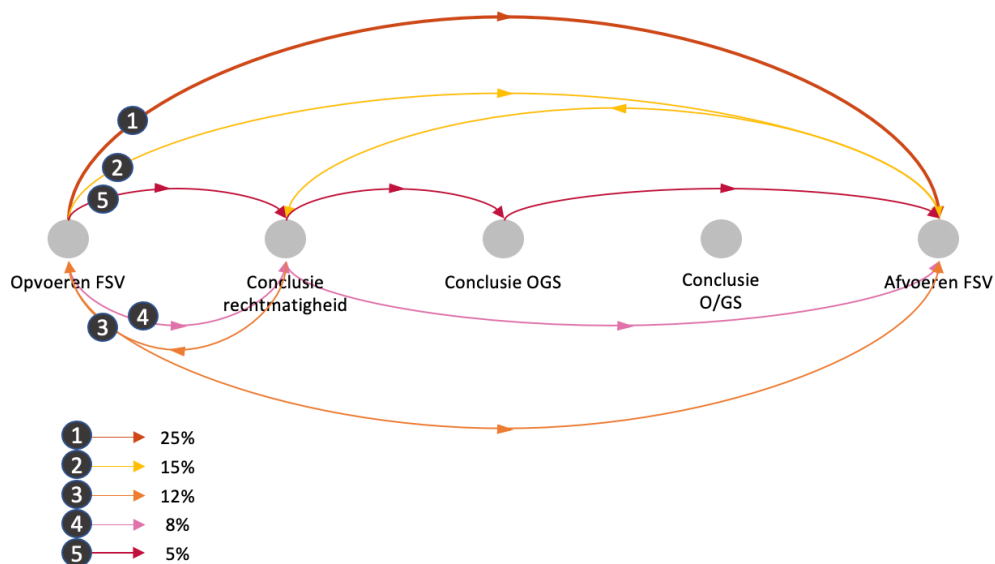 1
2
5
Opvoeren FSV
Conclusie
rechtmatigheid
Conclusie OGS
Conclusie
O/GS
Afvoeren FSV
4
3
1 25%
2 15%
3 12%
4 8%
5 5%